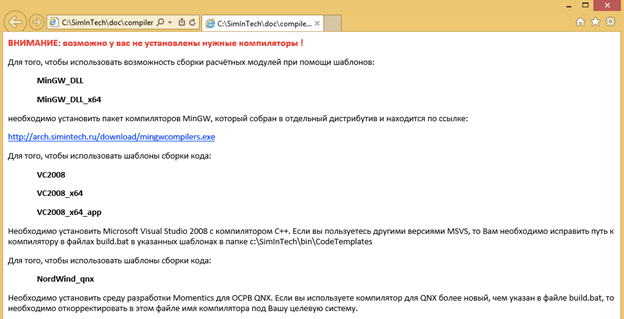 C:\SimInTech\doc\compiler
C:\SimInTech\doc\compile...
ВНИМАНИЕ: возможно у вас не установлены нужные компиляторы !
Для того, чтобы использовать возможность сборки расчётных модулей при помощи шаблонов:
MinGW_DLL
MinGW_DLL_x64
необходимо установить пакет компиляторов MinGW, который собран в отдельный дистрибутив и находится по ссылке:
http://arch.simintech.ru/download/mingwcompilers.exe
Для того, чтобы использовать шаблоны сборки кода:
VC2008
VC2008_x64
VC2008_x64_app
Необходимо установить Microsoft Visual Studio 2008 с компилятором C++. Если вы пользуетесь другими версиями MSVS, то Вам необходимо исправить путь к
компилятору в файлах build.bat в указанных шаблонов в папке c:\SimInTech\bin\CodeTemplates
Для того, чтобы использовать шаблоны сборки кода:
NordWind_qnx
Необходимо установить среду разработки Momentics для ОСРВ QNX. Если вы используете компилятор для QNX более новый, чем указан в файле build.bat, то
необходимо откорректировать в этом файле имя компилятора под Вашу целевую систему.